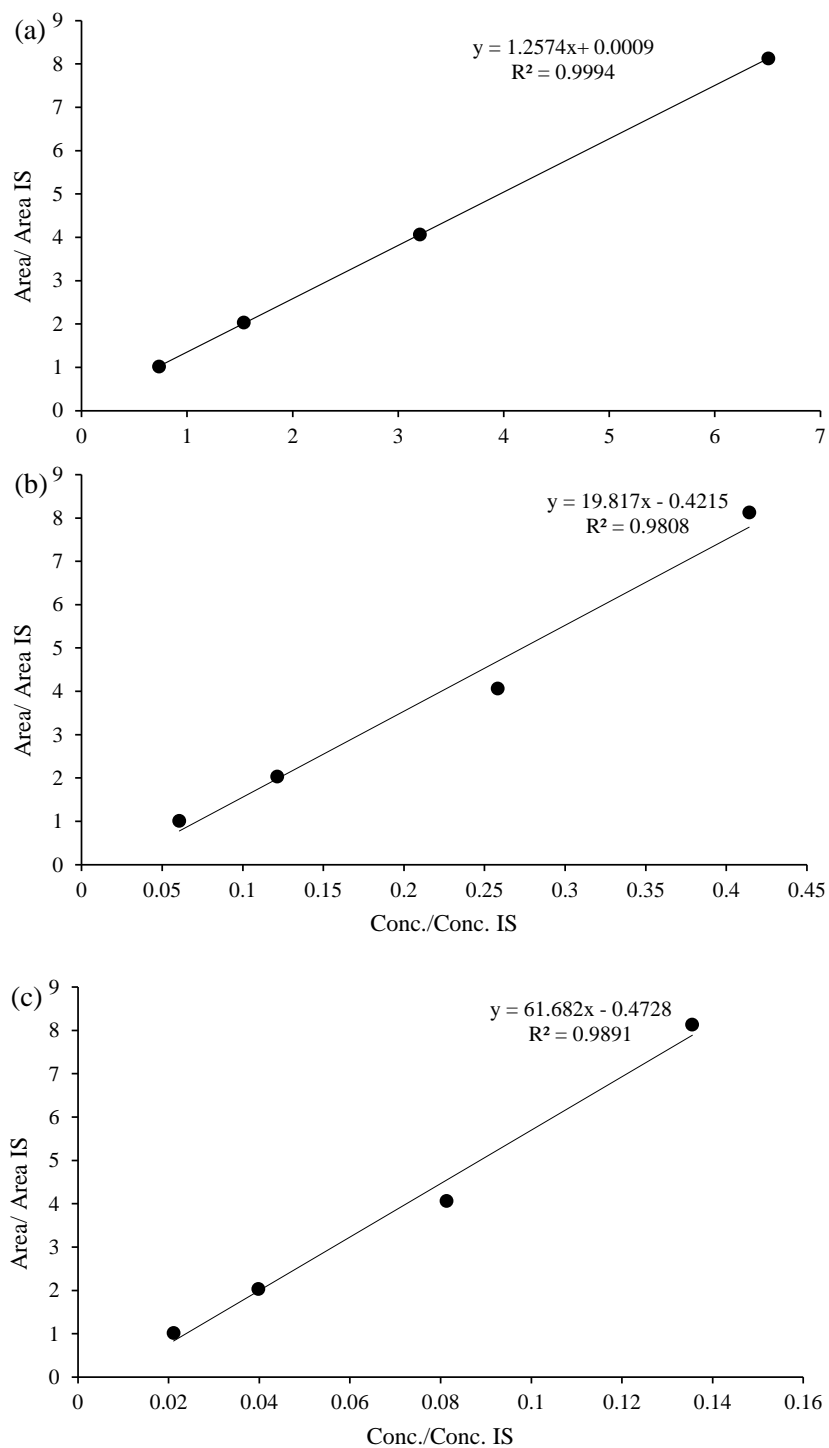 (a)
y = 1.2574x+ 0.0009
R² = 0.9994
Area/ Area IS
9
8
7
6
5
4
3
2
1
0
0 1 2 3 4 5 6 7
(b)
y = 19.817x - 0.4215
R² = 0.9808
Area/ Area IS
9
8
7
6
5
4
3
2
1
0
0 0.05 0.1 0.15 0.2 0.25 0.3 0.35 0.4 0.45
Conc./Conc. IS
(c)
y = 61.682x - 0.4728
R² = 0.9891
Area/ Area IS
9
8
7
6
5
4
3
2
1
0
0 0.02 0.04 0.06 0.08 0.1 0.12 0.14 0.16
Conc./Conc. IS